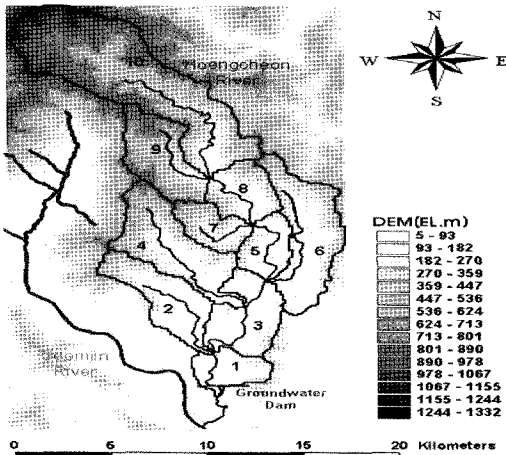 N
W E
S
10
Hoengcheon
River
9
8
7
5
6
4
2
3
1
Groundwater
Dam
River
DEM(EL.m)
5 - 93
93 - 182
182 - 270
270 - 359
359 - 447
447 - 536
536 - 624
624 - 713
713 - 801
801 - 890
890 - 978
978 - 1067
1067 - 1155
1155 - 1244
1244 - 1332
0 5 10 15 20 Kilometers